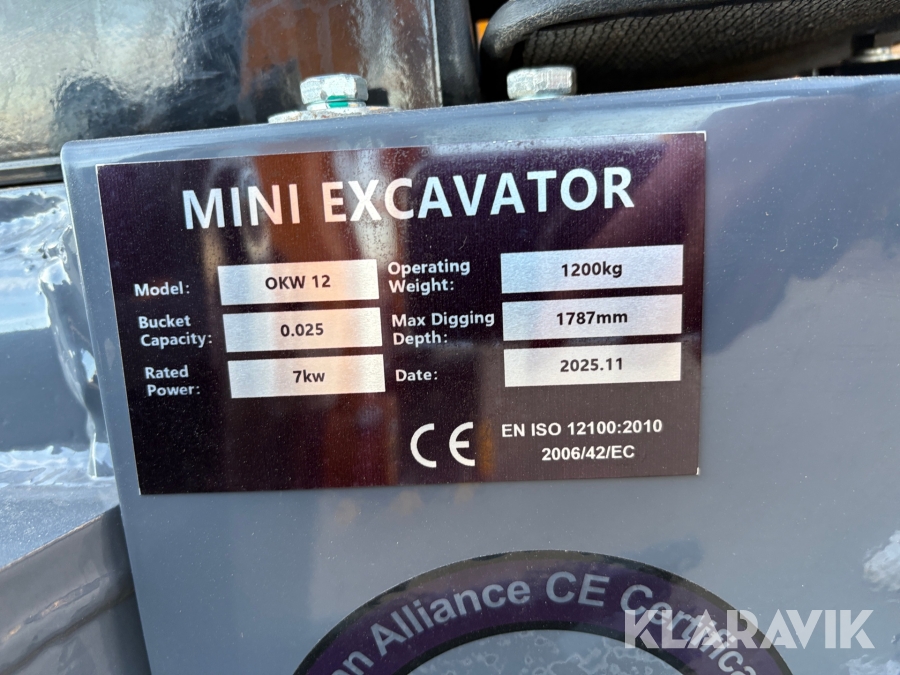 MINI EXCAVATOR
Model: OKW 12
Operating Weight: 1200kg
Bucket Capacity: 0.025
Max Digging Depth: 1787mm
Rated Power: 7kw
Date: 2025.11
CE EN ISO 12100:2010
2006/42/EC
Alliance CE
KLARAVIK